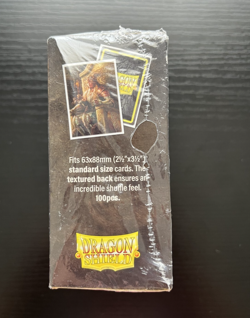 Fits 63x88mm (2½"x3½")
standard size cards. The
textured back ensures an
incredible shuffle feel.
100pcs.
DRAGON
SHIELD